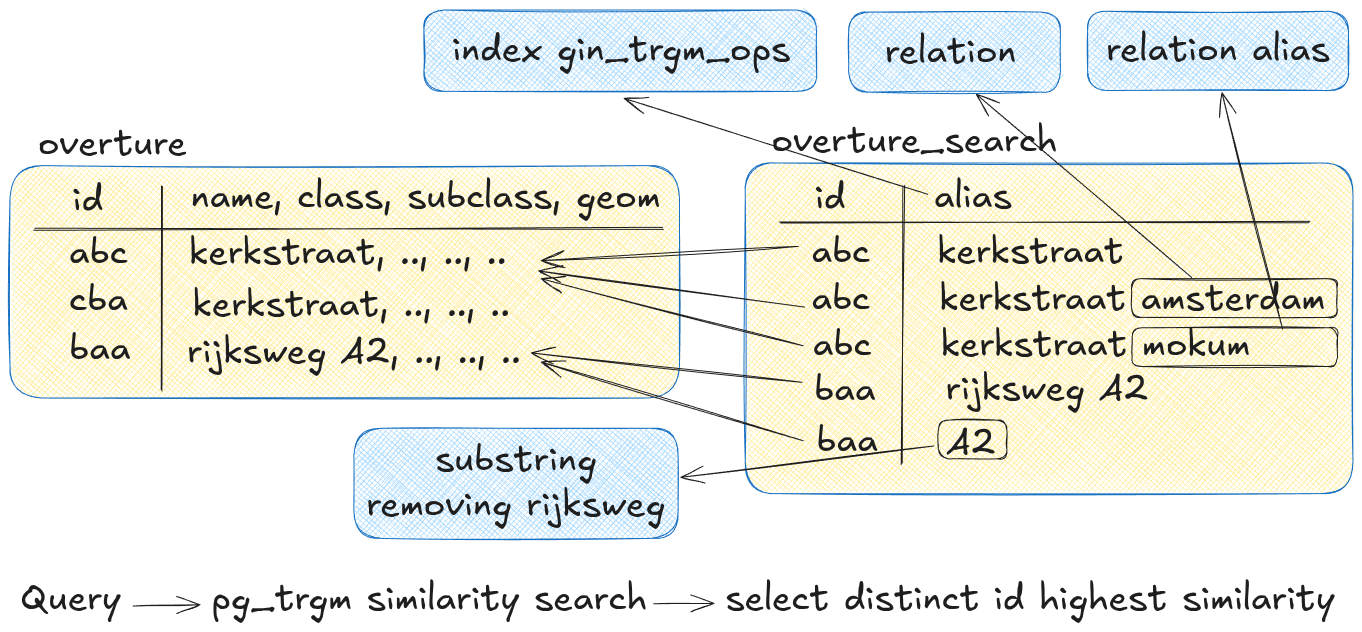 index gin_trgm_ops
relation
relation alias
overture
id name, class, subclass, geom
abc kerkstraat, .., .., ..
cba kerkstraat, .., .., ..
baa rijksweg A2, .., .., ..
overture_search
id alias
abc kerkstraat
abc kerkstraat amsterdam
abc kerkstraat mokum
baa rijksweg A2
baa A2
substring
removing rijksweg
Query pg_trgm similarity search select distinct id highest similarity